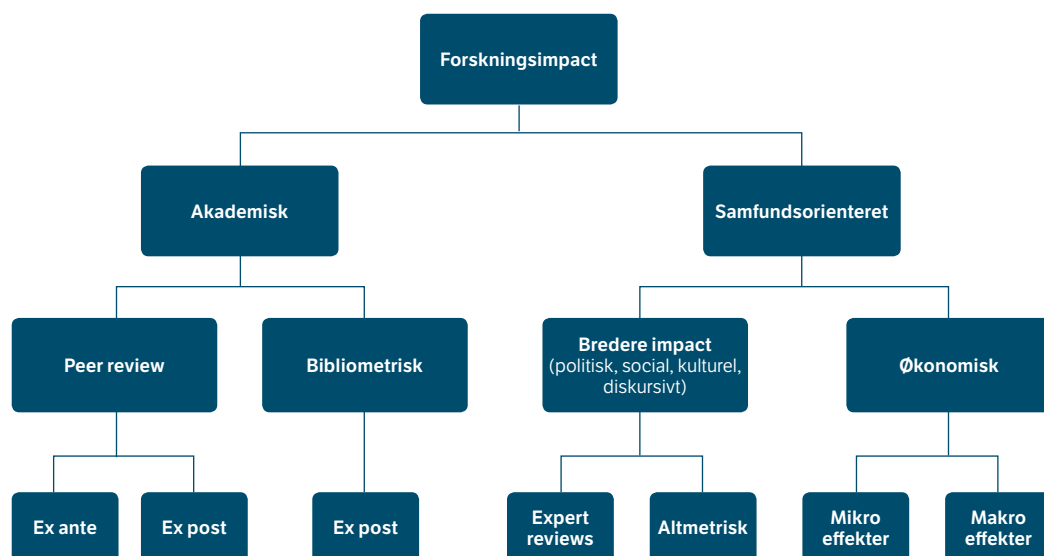 Forskningsimpact
Akademisk
Samfundsorienteret
Peer review
Bibliometrisk
Bredere impact
(politisk, social, kulturel,
diskursivt)
Økonomisk
Ex ante
Ex post
Ex post
Expert
reviews
Altmetrisk
Mikro
effekter
Makro
effekter